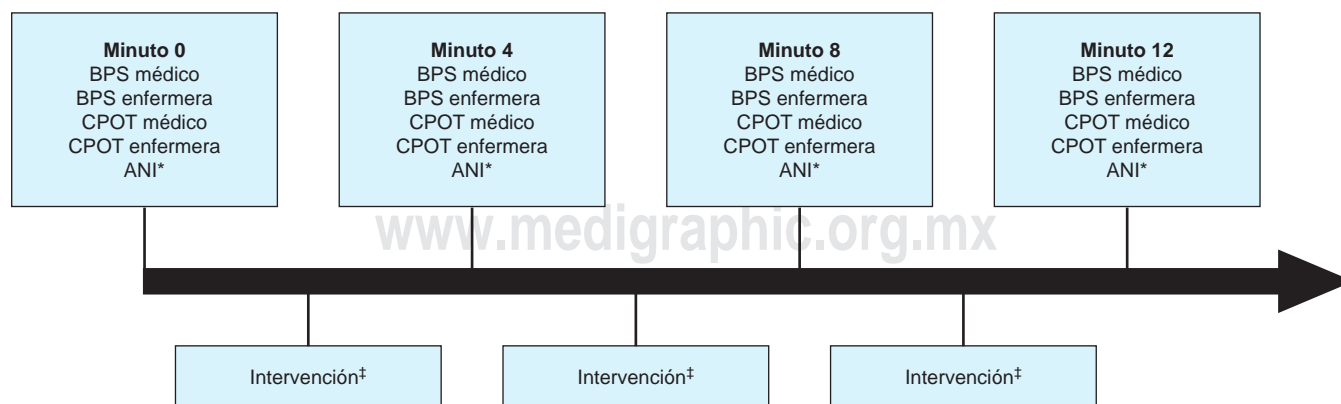 Minuto 0
BPS médico
BPS enfermera
CPOT médico
CPOT enfermera
ANI*
Minuto 4
BPS médico
BPS enfermera
CPOT médico
CPOT enfermera
ANI*
Minuto 8
BPS médico
BPS enfermera
CPOT médico
CPOT enfermera
ANI*
Minuto 12
BPS médico
BPS enfermera
CPOT médico
CPOT enfermera
ANI*
www.medigraphic.org.mx
Intervención‡
Intervención‡
Intervención‡